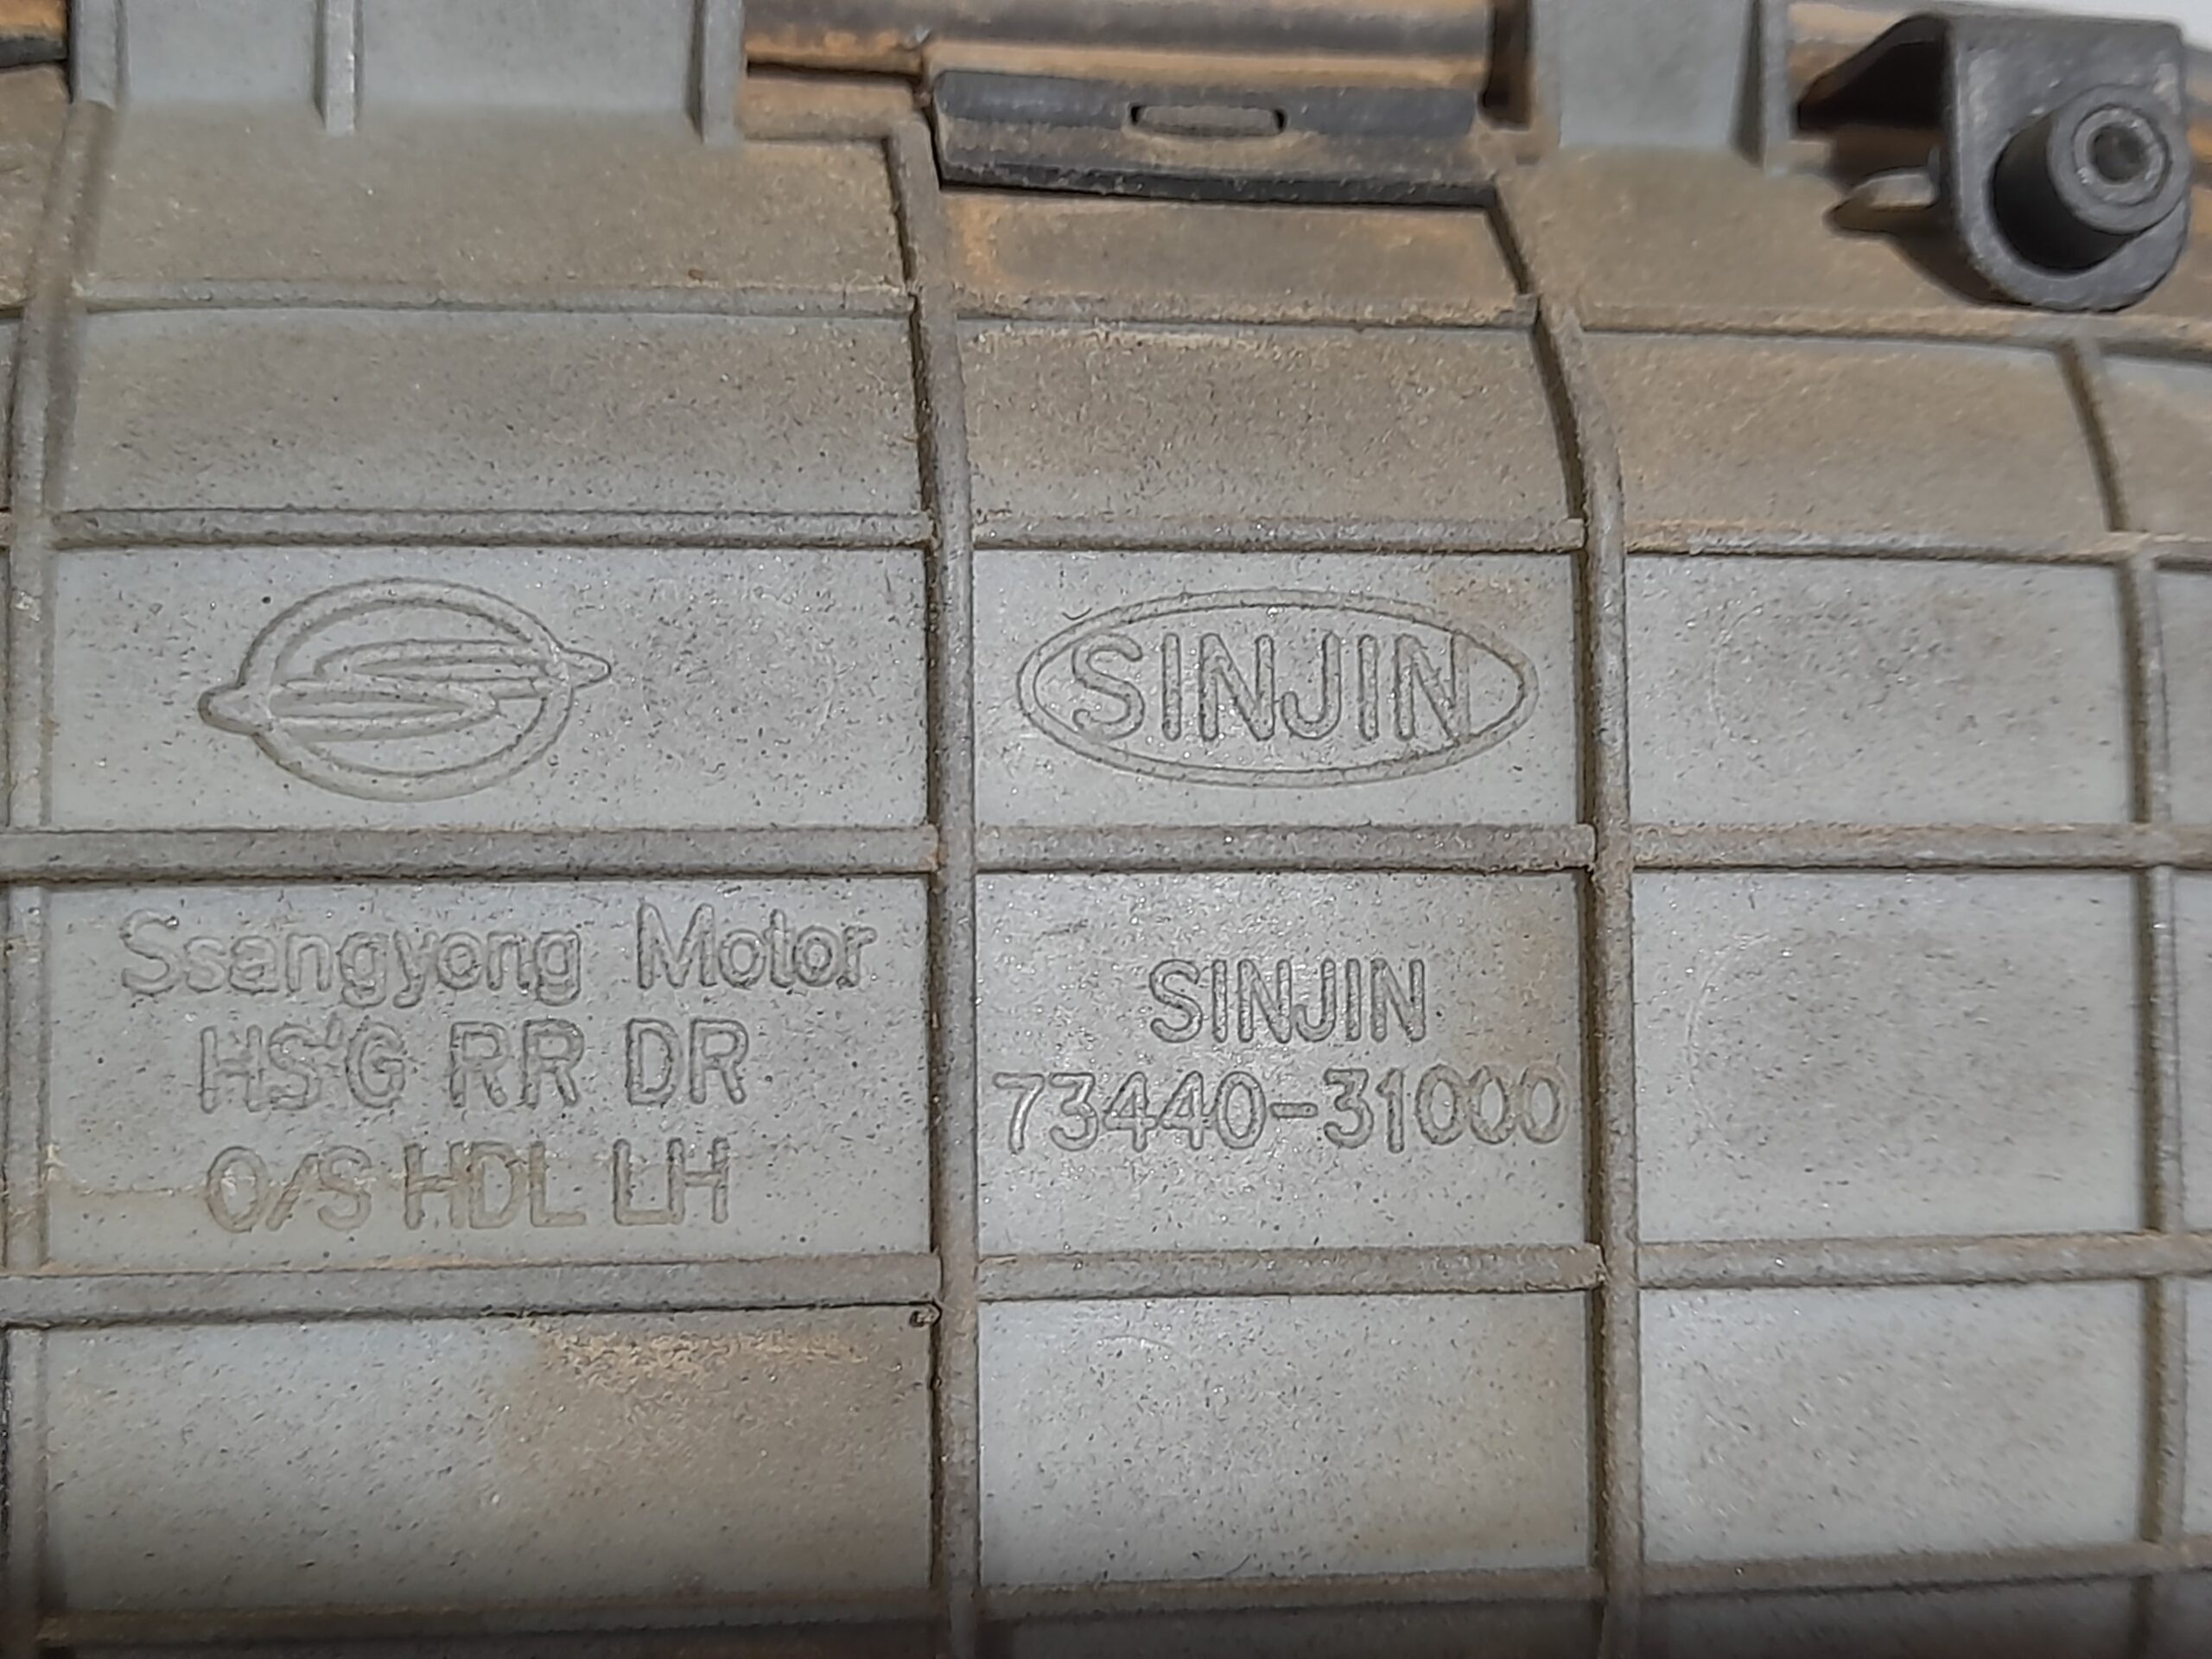 SINJIN
Ssangyong Motor
HS'G RR DR
O/S HDL LH
SINJIN
73440-31000